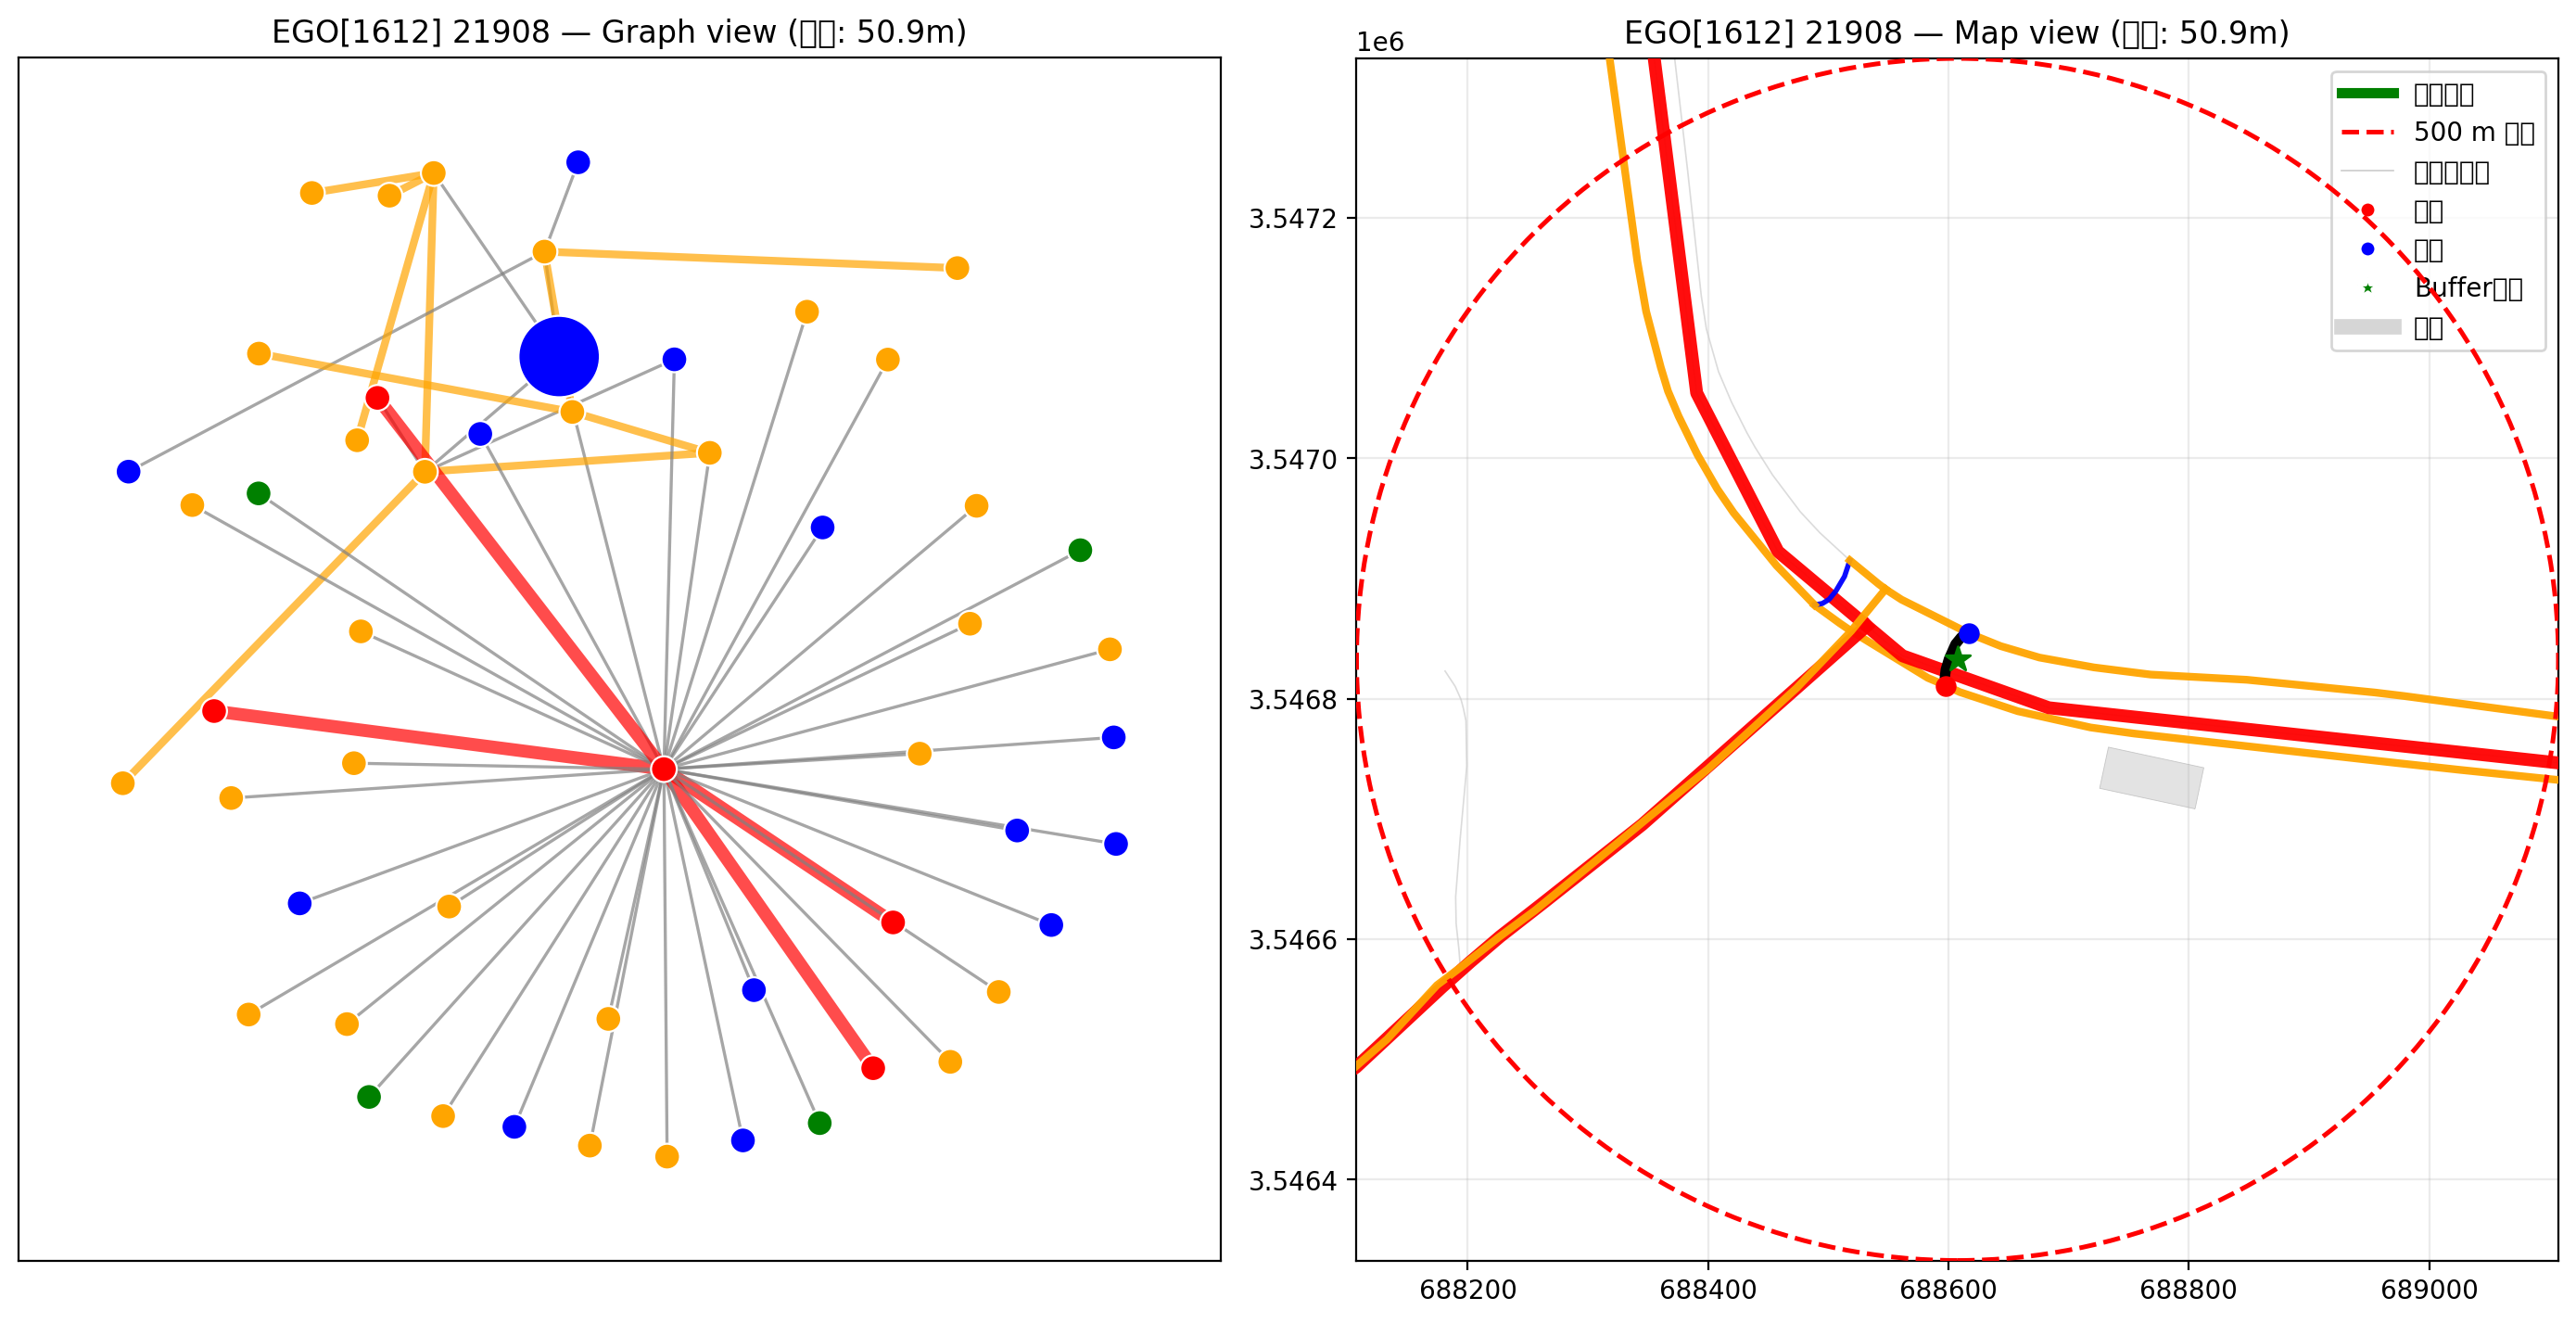 EGO[1612] 21908 — Graph view (▯▯: 50.9m)
EGO[1612] 21908 — Map view (▯▯: 50.9m)
1e6
3.5472
3.5470
3.5468
3.5466
3.5464
688200 688400 688600 688800 689000
▯▯▯▯
500 m ▯▯
▯▯▯▯▯
▯▯
▯▯
Buffer▯▯
▯▯